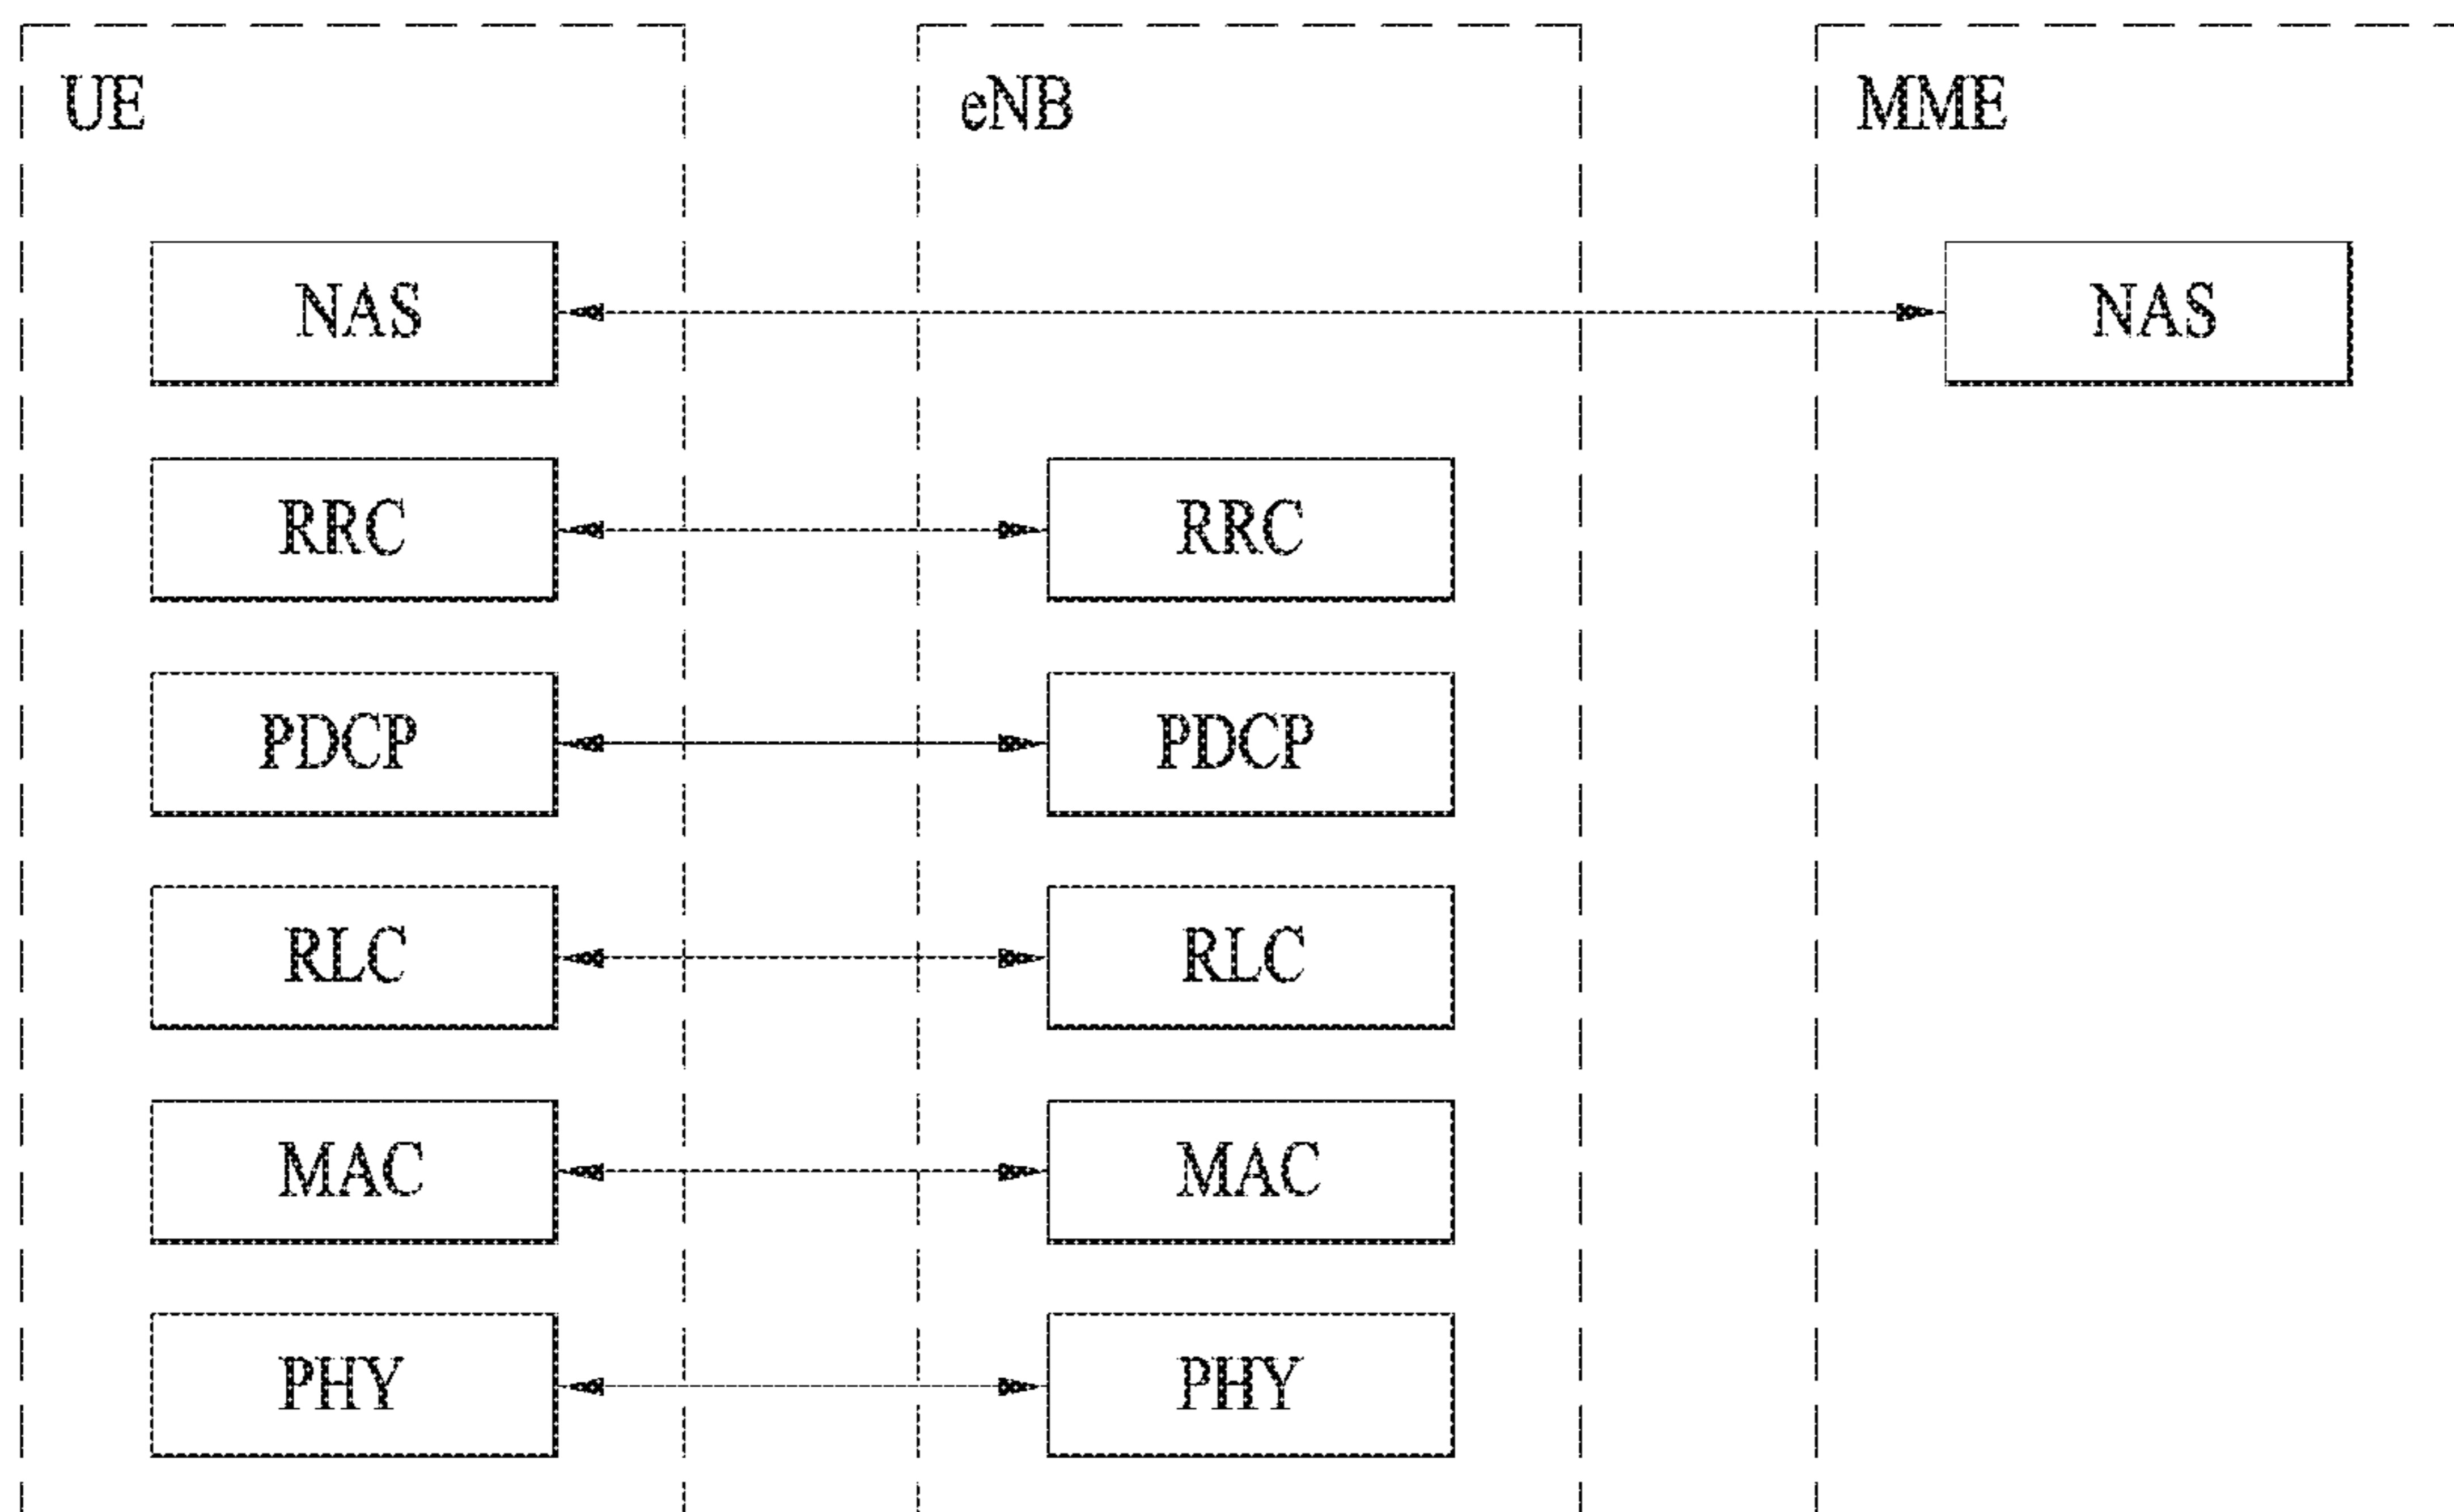 UE eNB MME
NAS NAS
RRC RRC
PDCP PDCP
RLC RLC
MAC MAC
PHY PHY